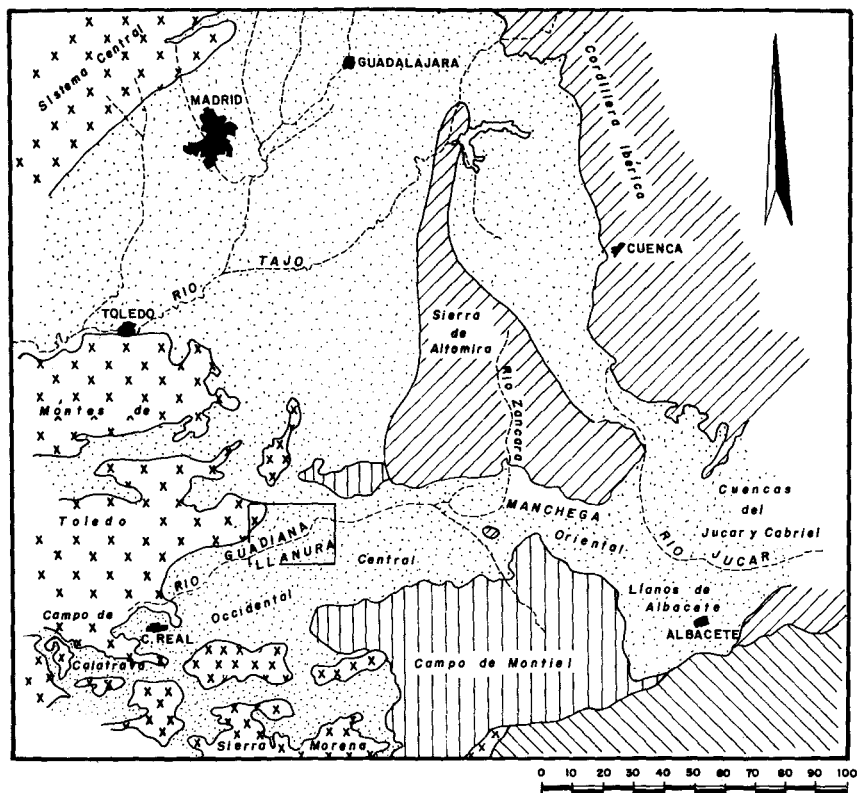 Sistema Central
GUADALAJARA
MADRID
Cordillera Ibérica
CUENCA
RIO TAJO
TOLEDO
Sierra
de
Altomira
RIO Záncara
Montes de
Toledo
Cuencas
del
Jucar y Cabriel
MANCHEGA
Oriental
RIO JUCAR
RIO GUADIANA
LLANURA
Central
Occidental
Llanos de
Albacete
ALBACETE
Campo de
C. REAL
Calatrava
Campo de Montiel
Sierra Morena
0 10 20 30 40 50 60 70 80 90 100